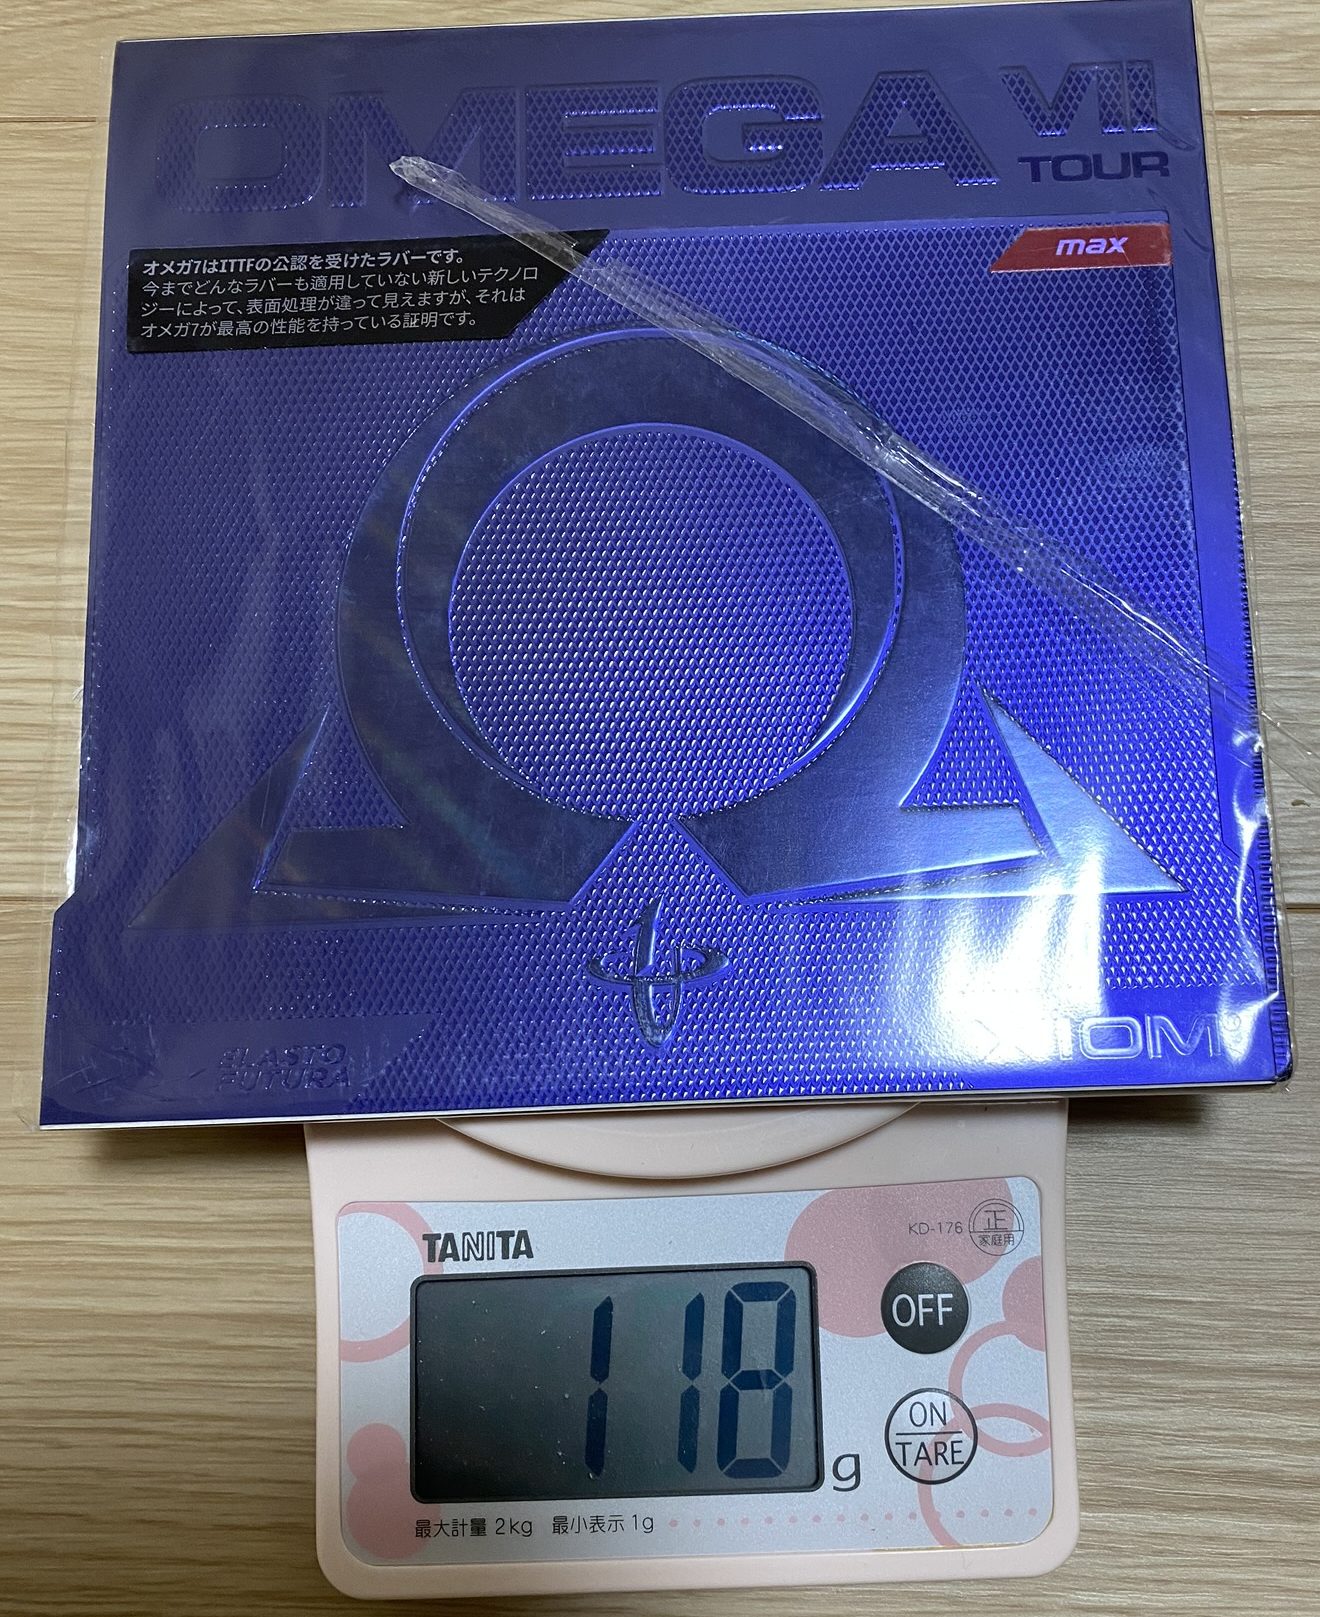 OMEGA VII
TOUR
max
オメガ7はITTFの公認を受けたラバーです。
今までどんなラバーも適用していない新しいテクノロ
ジーによって、表面処理が違って見えますが、それは
オメガ7が最高の性能を持っている証明です。
ELASTO
FUTURA
XIOM
TANITA
KD-176
正
家庭用
118 g
OFF
ON
TARE
最大計量 2kg 最小表示 1g